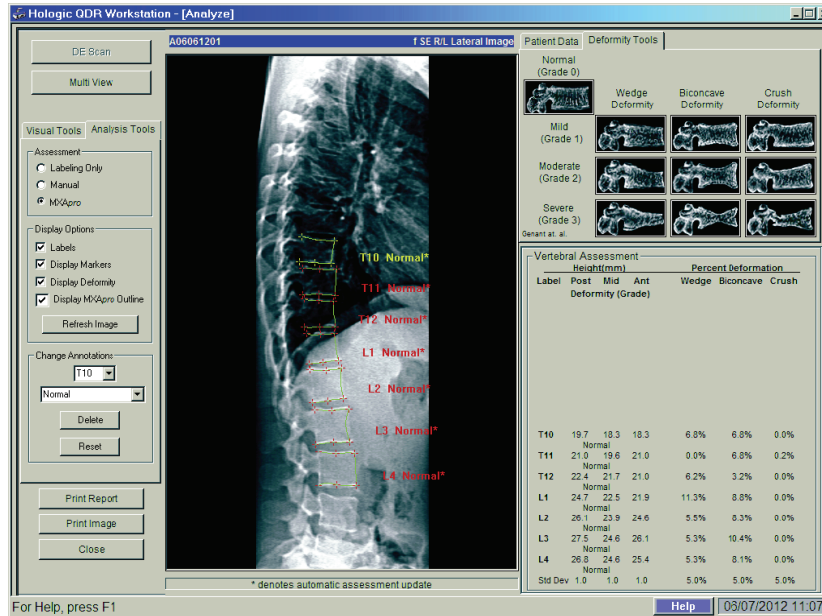 Hologic QDR Workstation - [Analyze]
DE Scan
Multi View
Visual Tools Analysis Tools
Assessment
Labeling Only
Manual
MXApro
Display Options
Labels
Display Markers
Display Deformity
Display MXApro Outline
Refresh Image
Change Annotations
T10
Normal
Delete
Reset
Print Report
Print Image
Close
A06061201 f SE R/L Lateral Image
T10 Normal*
T11 Normal*
T12 Normal*
L1 Normal*
L2 Normal*
L3 Normal*
L4 Normal*
* denotes automatic assessment update
Patient Data Deformity Tools
Normal
(Grade 0)
Wedge Deformity
Biconcave Deformity
Crush Deformity
Mild
(Grade 1)
Moderate
(Grade 2)
Severe
(Grade 3)
Genant at. al.
Vertebral Assessment
Height(mm) Percent Deformation
Label Post Mid Ant Wedge Biconcave Crush
Deformity (Grade)
T10 19.7 18.3 18.3 6.8% 6.8% 0.0%
Normal
T11 21.0 19.6 21.0 0.0% 6.8% 0.2%
Normal
T12 22.4 21.7 21.0 6.2% 3.2% 0.0%
Normal
L1 24.7 22.5 21.9 11.3% 8.8% 0.0%
Normal
L2 26.1 23.9 24.6 5.5% 8.3% 0.0%
Normal
L3 27.5 24.6 26.1 5.3% 10.4% 0.0%
Normal
L4 26.8 24.6 25.4 5.3% 8.1% 0.0%
Normal
Std Dev 1.0 1.0 1.0 5.0% 5.0% 5.0%
For Help, press F1
Help 06/07/2012 11:07